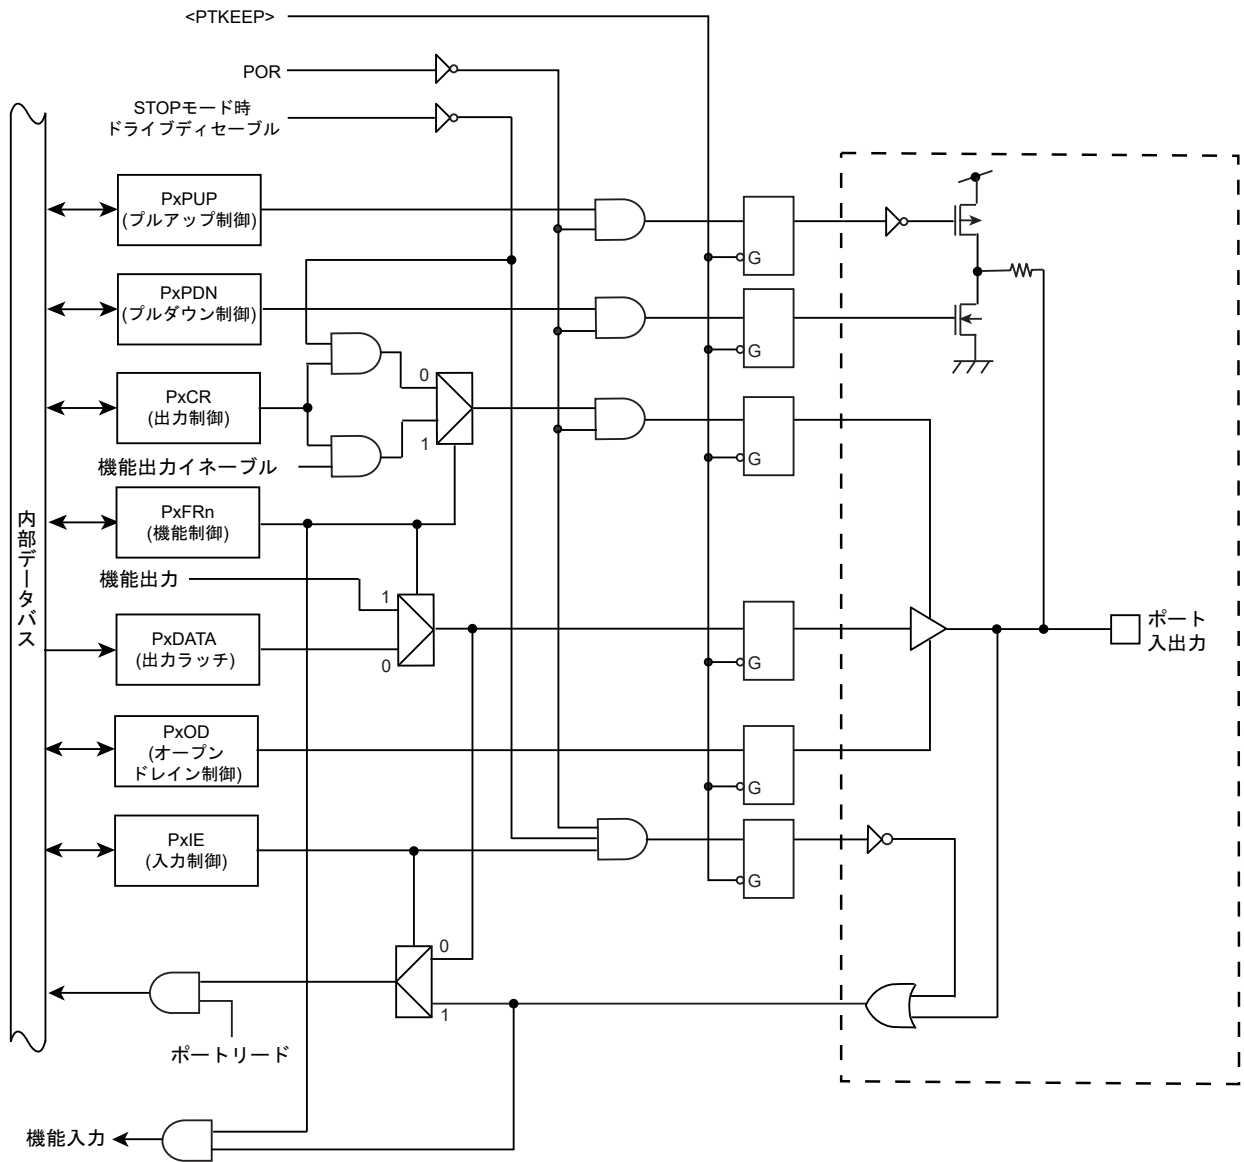 <PTKEEP>
POR
STOPモード時
ドライブディセーブル
PxPUP
(プルアップ制御)
G
PxPDN
(プルダウン制御)
G
PxCR
(出力制御)
0
1
G
機能出力イネーブル
PxFRn
(機能制御)
内部データバス
機能出力
1
0
PxDATA
(出力ラッチ)
G
ポート
入出力
PxOD
(オープン
ドレイン制御)
G
PxIE
(入力制御)
G
0
1
ポートリード
機能入力